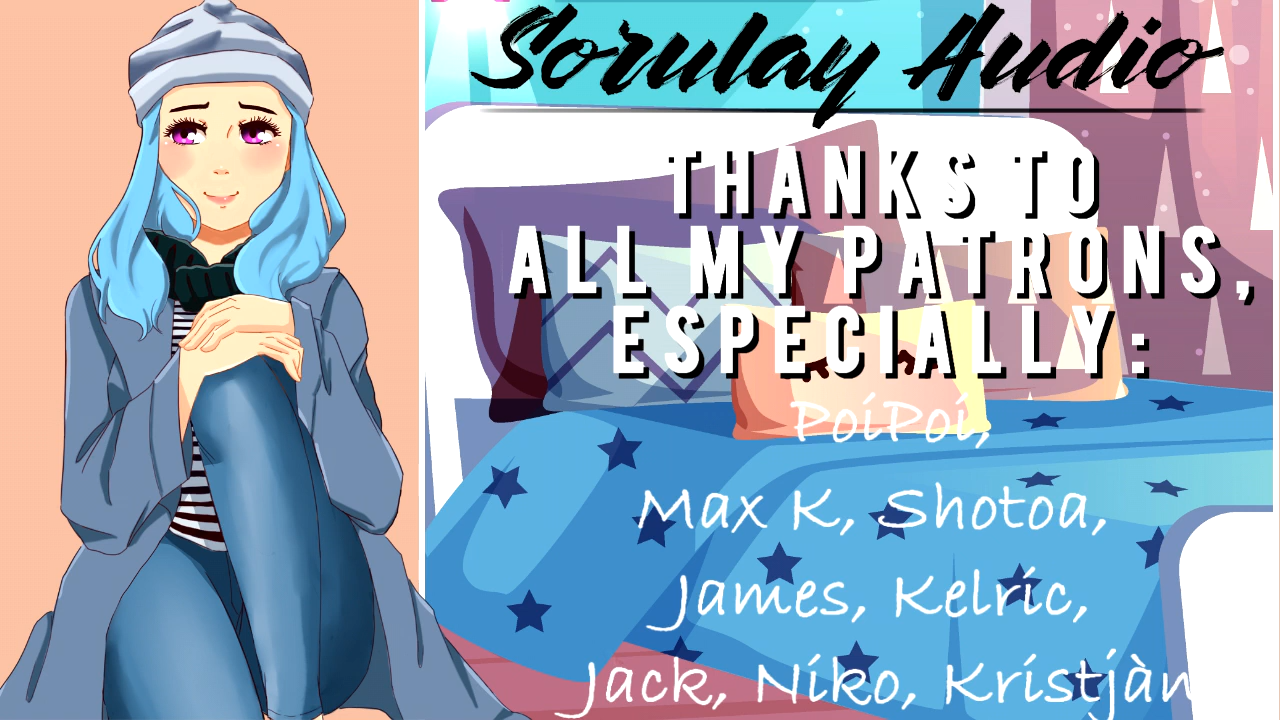 Sorulay Audio
THANKS TO
ALL MY PATRONS,
ESPECIALLY:
PoiPoi,
Max K, Shotoa,
James, Kelric,
Jack, Niko, Kristjàn